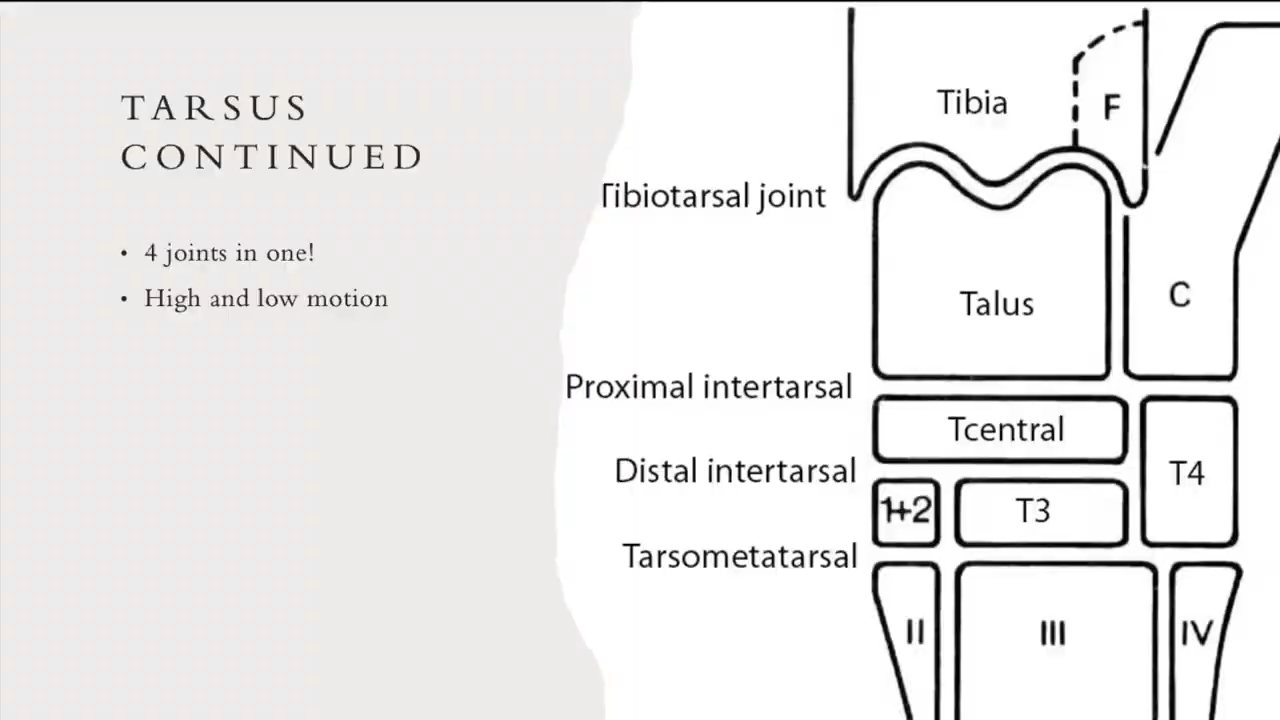 TARSUS
CONTINUED
• 4 joints in one!
• High and low motion
Tibia
F
Tibiotarsal joint
Talus
C
Proximal intertarsal
Tcentral
Distal intertarsal
T4
1+2
T3
Tarsometatarsal
II
III
IV